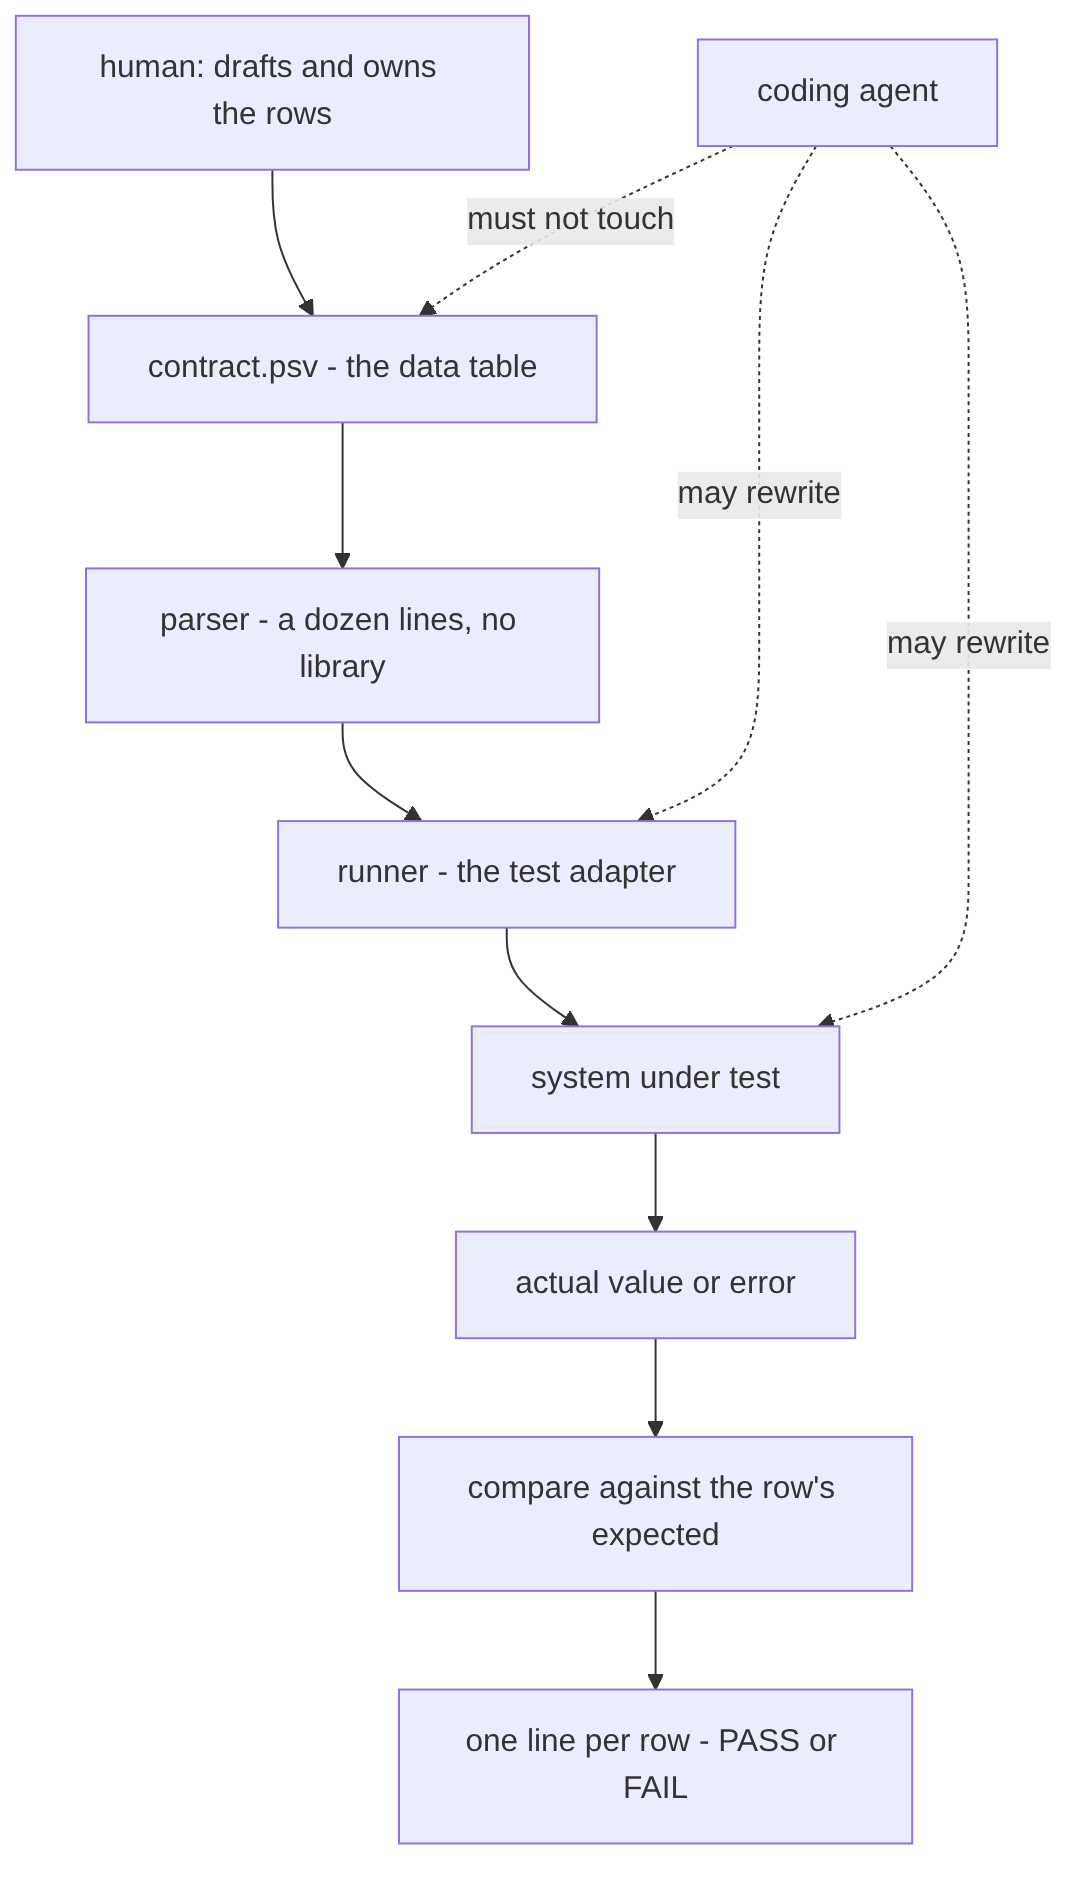 human: drafts and owns
the rows
coding agent
must not touch
contract.psv - the data table
may rewrite
parser - a dozen lines, no
library
may rewrite
runner - the test adapter
system under test
actual value or error
compare against the row's
expected
one line per row - PASS or
FAIL